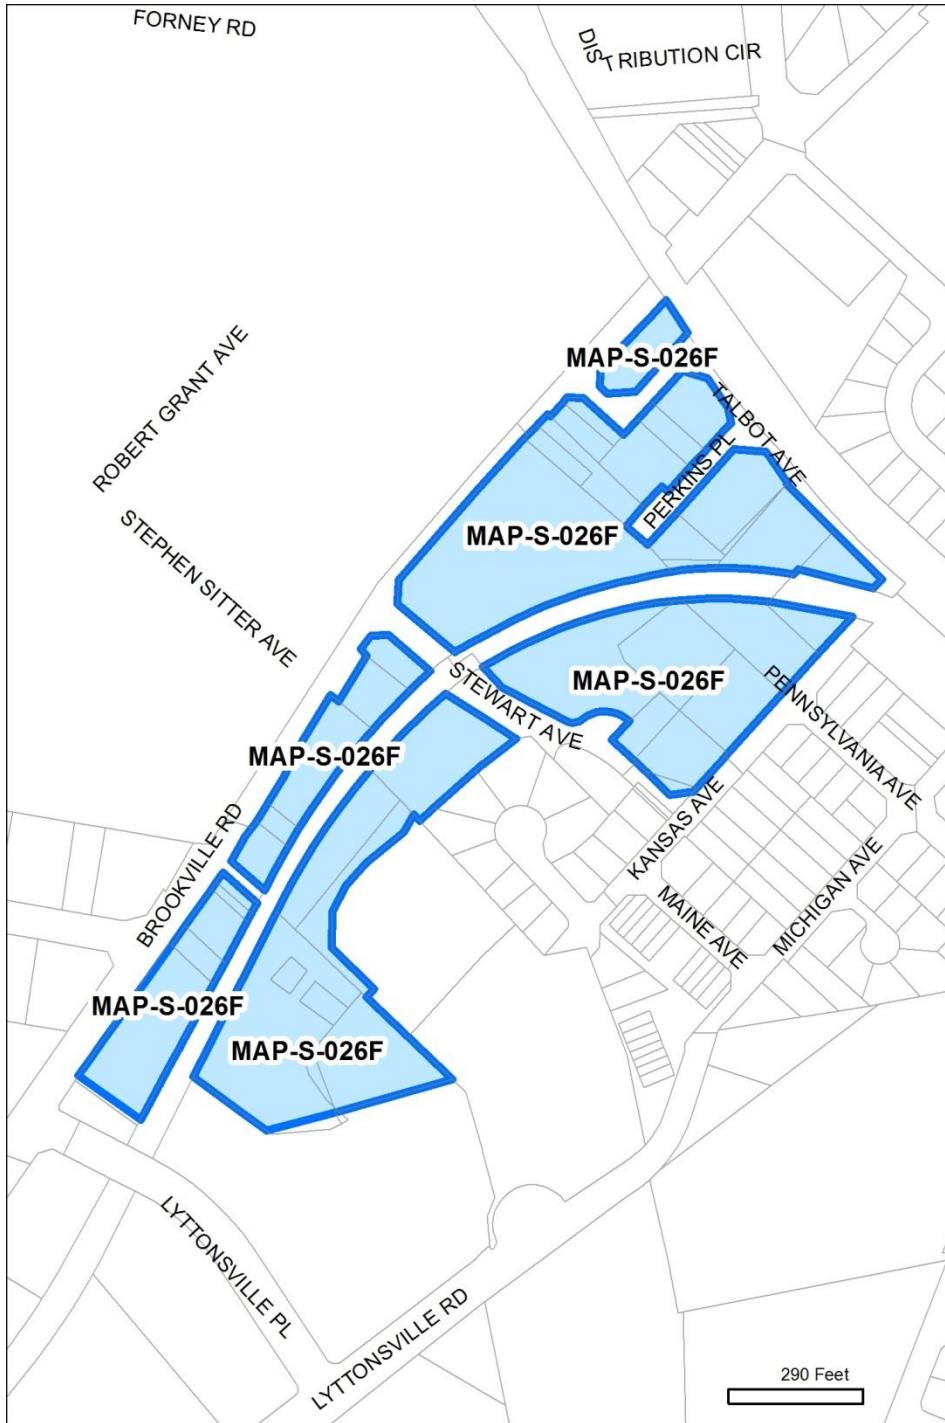 FORNEY RD
DISTRIBUTION CIR
MAP-S-026F
ROBERT GRANT AVE
TALBOT AVE
PERKINS PL
MAP-S-026F
STEPHEN SITTER AVE
MAP-S-026F
STEWART AVE
PENNSYLVANIA AVE
MAP-S-026F
KANSAS AVE
BROOKVILLE RD
MAINE AVE
MICHIGAN AVE
MAP-S-026F
MAP-S-026F
LYTTONSVILLE PL
LYTTONSVILLE RD
290 Feet